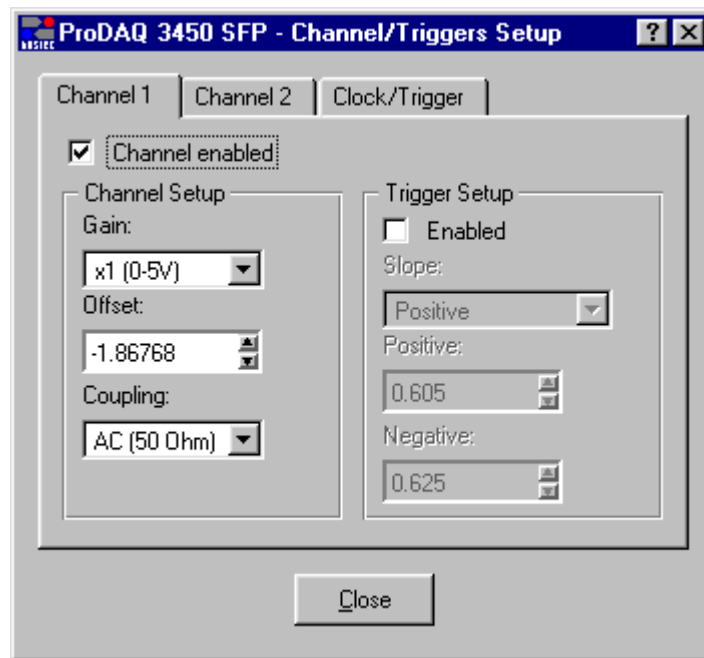 BUSTEC
ProDAQ 3450 SFP - Channel/Triggers Setup
Channel 1
Channel 2
Clock/Trigger
Channel enabled
Channel Setup
Gain:
x1 (0-5V)
Offset:
-1.86768
Coupling:
AC (50 Ohm)
Trigger Setup
Enabled
Slope:
Positive
Positive:
0.605
Negative:
0.625
Close